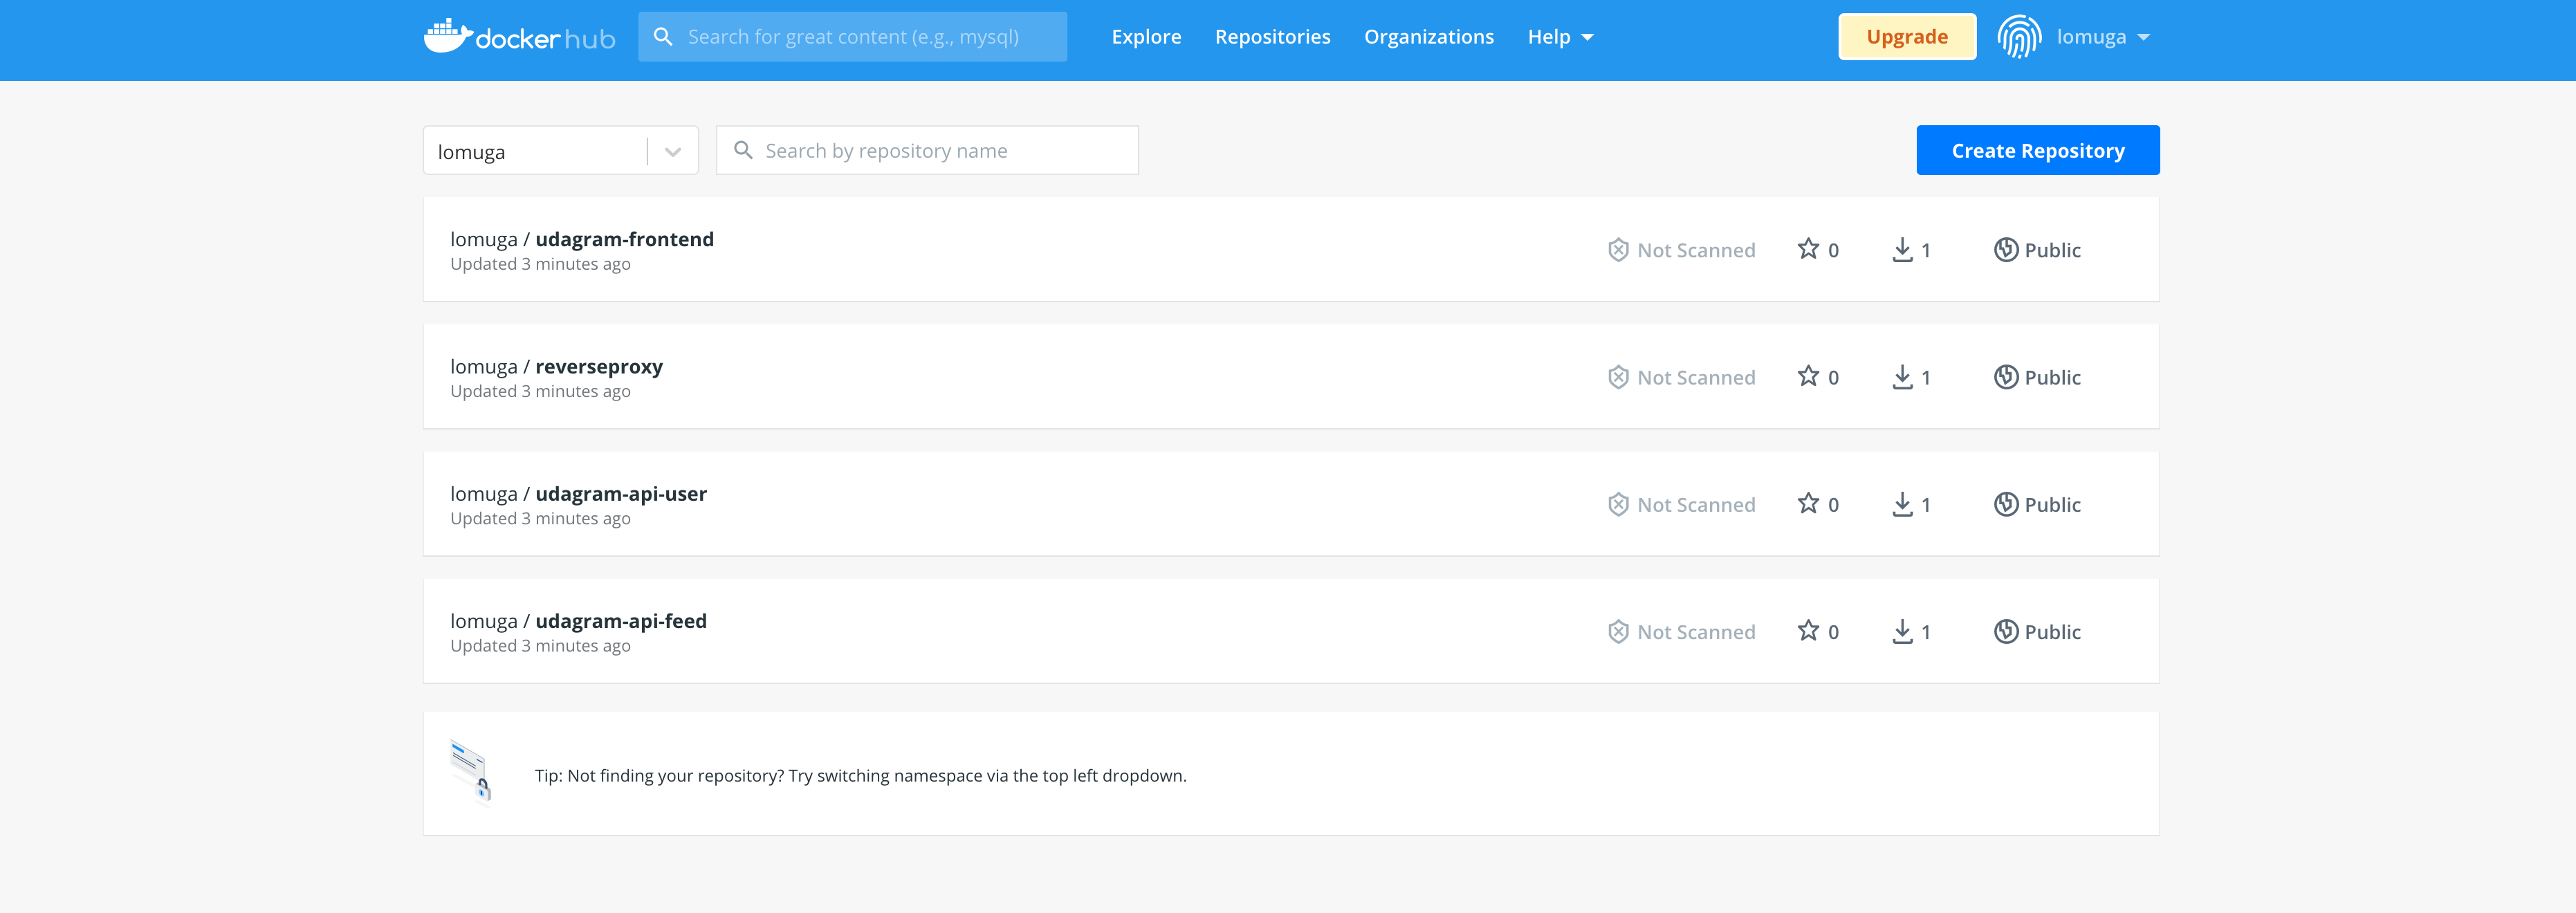 docker hub Search for great content (e.g., mysql) Explore Repositories Organizations Help Upgrade lomuga
lomuga Search by repository name Create Repository
lomuga / udagram-frontend Not Scanned 0 1 Public
Updated 3 minutes ago
lomuga / reverseproxy Not Scanned 0 1 Public
Updated 3 minutes ago
lomuga / udagram-api-user Not Scanned 0 1 Public
Updated 3 minutes ago
lomuga / udagram-api-feed Not Scanned 0 1 Public
Updated 3 minutes ago
Tip: Not finding your repository? Try switching namespace via the top left dropdown.